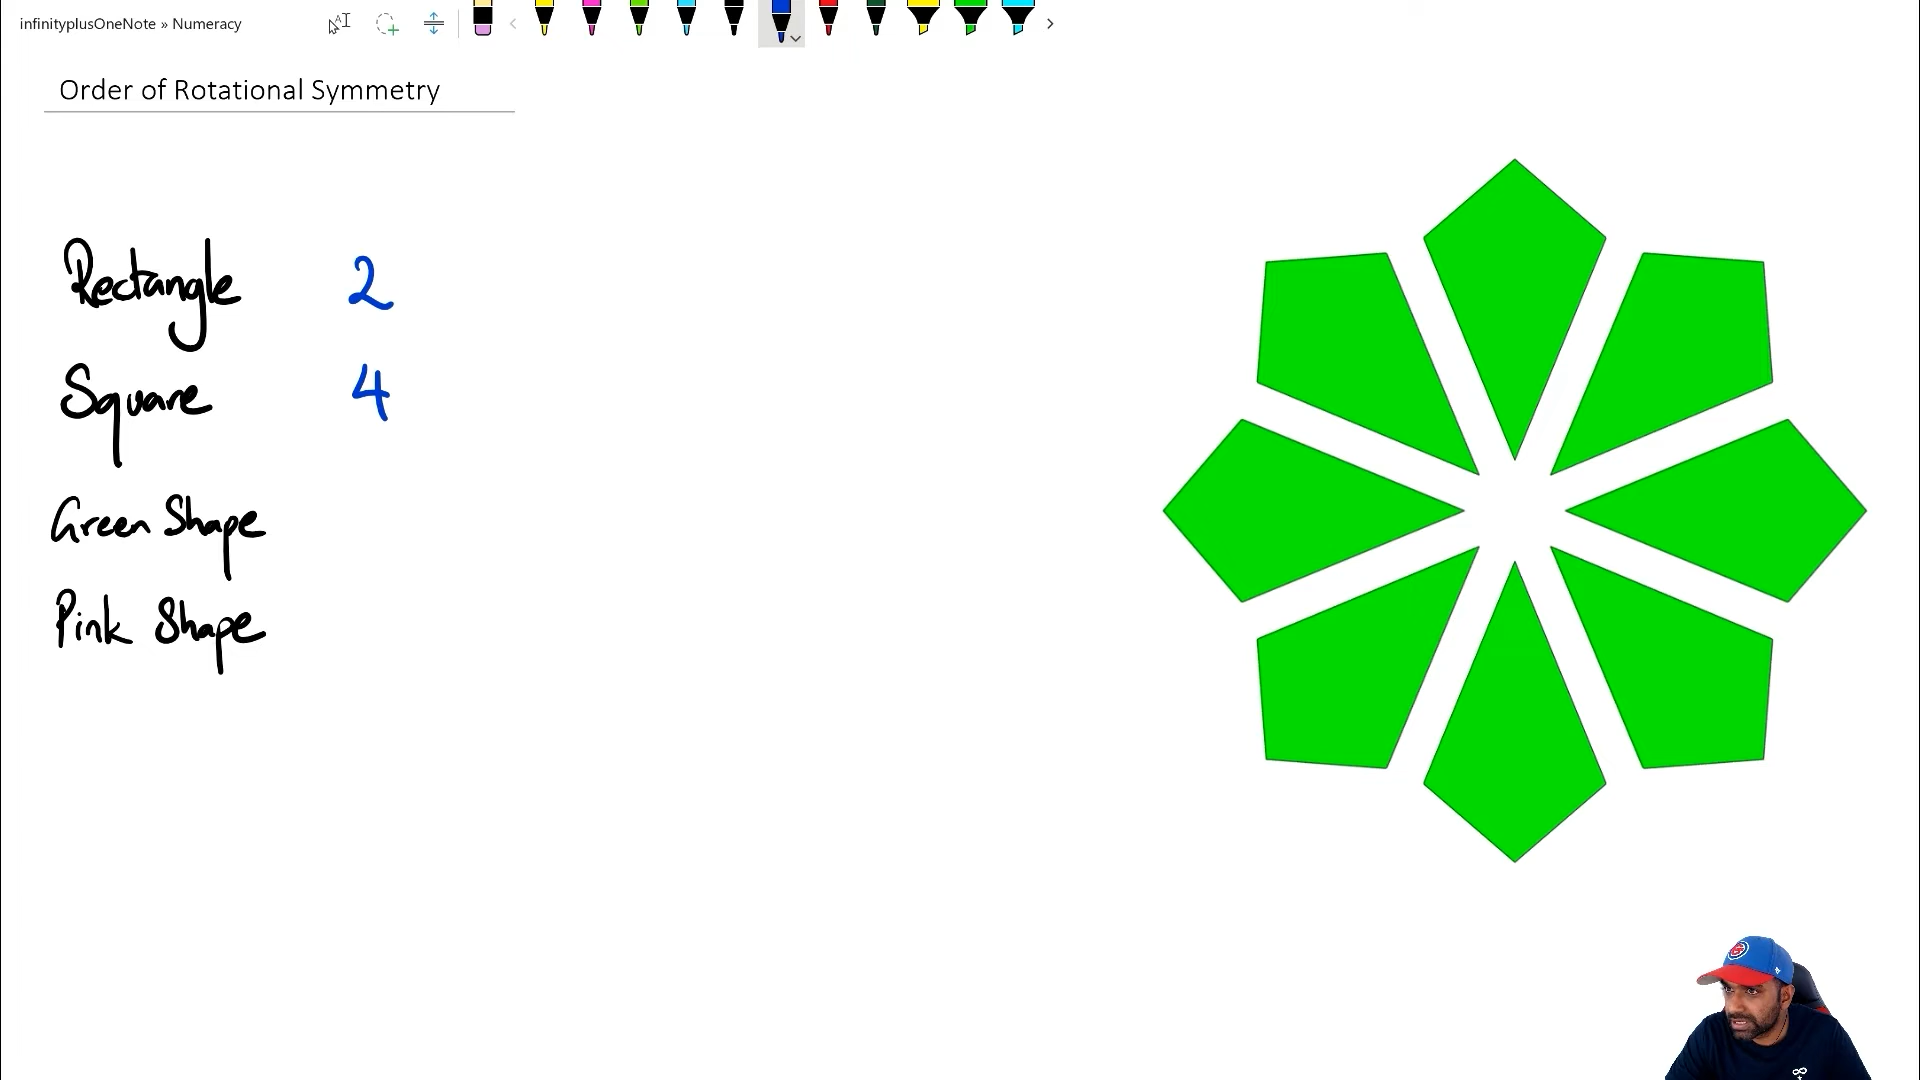 infinityplusOneNote » Numeracy
Order of Rotational Symmetry
Rectangle 2
Square 4
Green Shape
Pink Shape